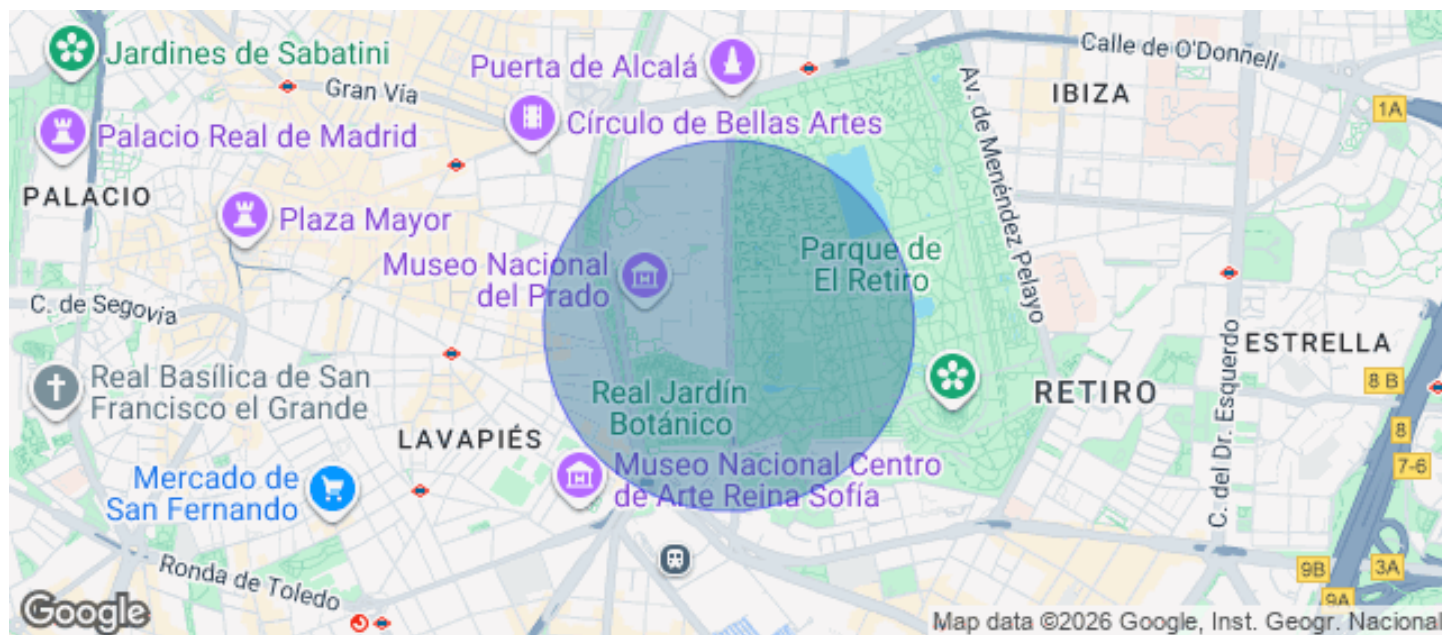 Jardines de Sabatini
Gran Vía
Puerta de Alcalá
Calle de O'Donnell
Palacio Real de Madrid
Círculo de Bellas Artes
Av. de Menéndez Pelayo
IBIZA
1A
PALACIO
Plaza Mayor
Museo Nacional
del Prado
Parque de
El Retiro
C. de Segovia
Real Basílica de San
Francisco el Grande
LAVAPIÉS
Real Jardín
Botánico
RETIRO
C. del Dr. Esquerdo
ESTRELLA
8 B
8
7-6
Mercado de
San Fernando
Museo Nacional Centro
de Arte Reina Sofía
Ronda de Toledo
9B
3A
9A
Google
Map data ©2026 Google, Inst. Geogr. Nacional